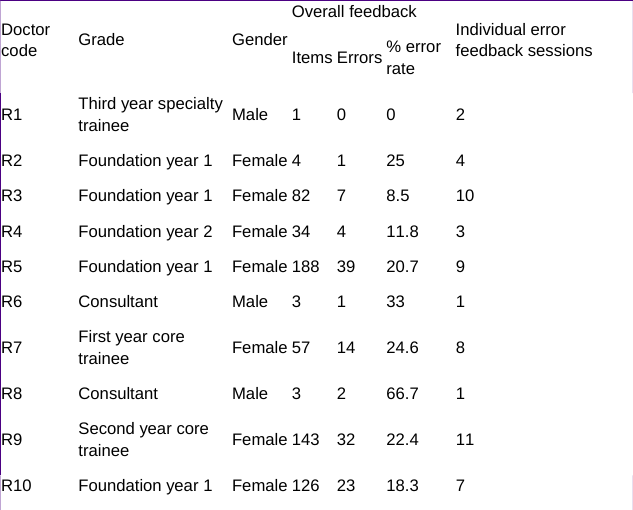 Doctor code Grade Gender Overall feedback Individual error feedback sessions
Items Errors % error rate
R1 Third year specialty trainee Male 1 0 0 2
R2 Foundation year 1 Female 4 1 25 4
R3 Foundation year 1 Female 82 7 8.5 10
R4 Foundation year 2 Female 34 4 11.8 3
R5 Foundation year 1 Female 188 39 20.7 9
R6 Consultant Male 3 1 33 1
R7 First year core trainee Female 57 14 24.6 8
R8 Consultant Male 3 2 66.7 1
R9 Second year core trainee Female 143 32 22.4 11
R10 Foundation year 1 Female 126 23 18.3 7